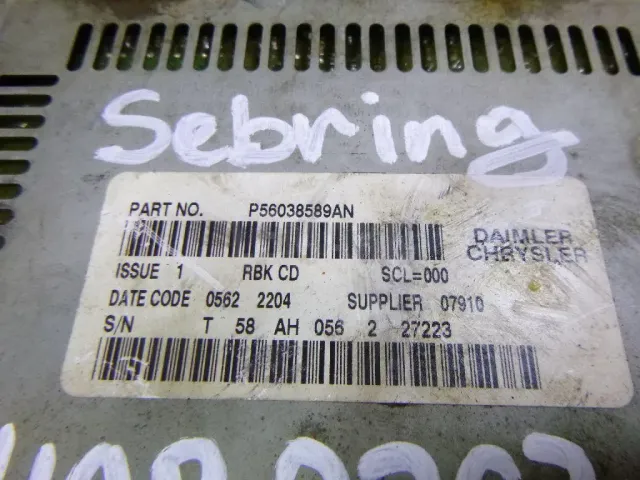 Sebring
PART NO. P56038589AN
DAIMLER
CHRYSLER
ISSUE 1 RBK CD SCL=000
DATE CODE 0562 2204 SUPPLIER 07910
S/N T 58 AH 056 2 27223